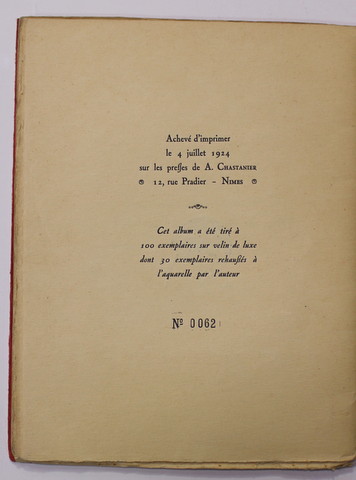 Achevé d'imprimer
le 4 juillet 1924
sur les presses de A. CHASTANIER
12, rue Pradier – NIMES
Cet album a été tiré à
100 exemplaires sur velin de luxe
dont 30 exemplaires rehaussés à
l'aquarelle par l'auteur
Nº 0062